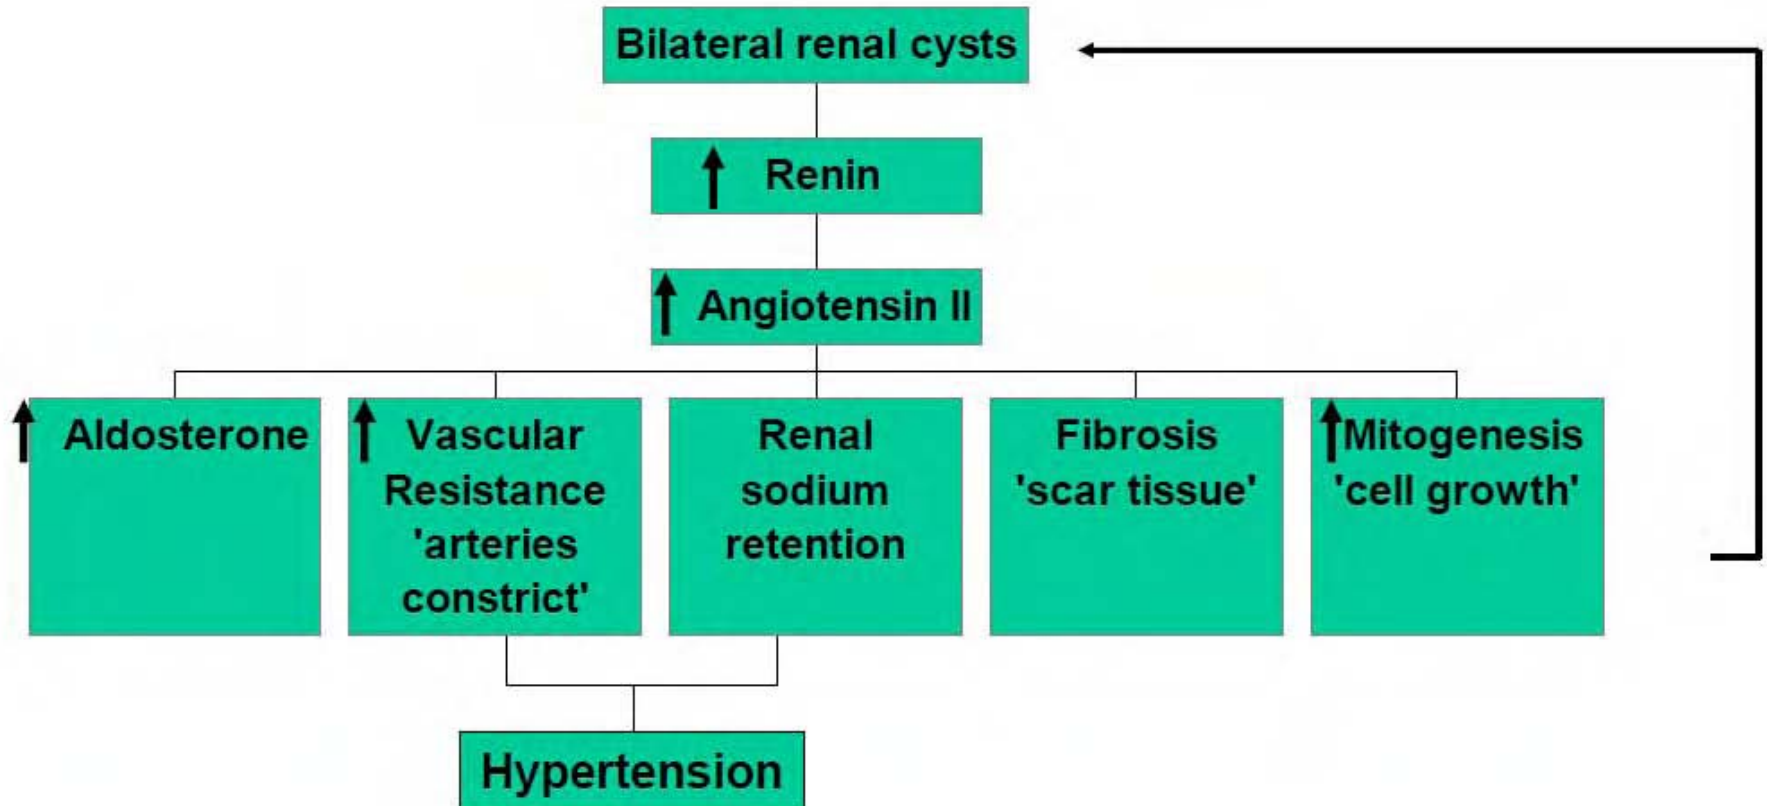 Bilateral renal cysts
Renin
Angiotensin II
Aldosterone
Vascular
Resistance
'arteries
constrict'
Renal
sodium
retention
Fibrosis
'scar tissue'
Mitogenesis
'cell growth'
Hypertension